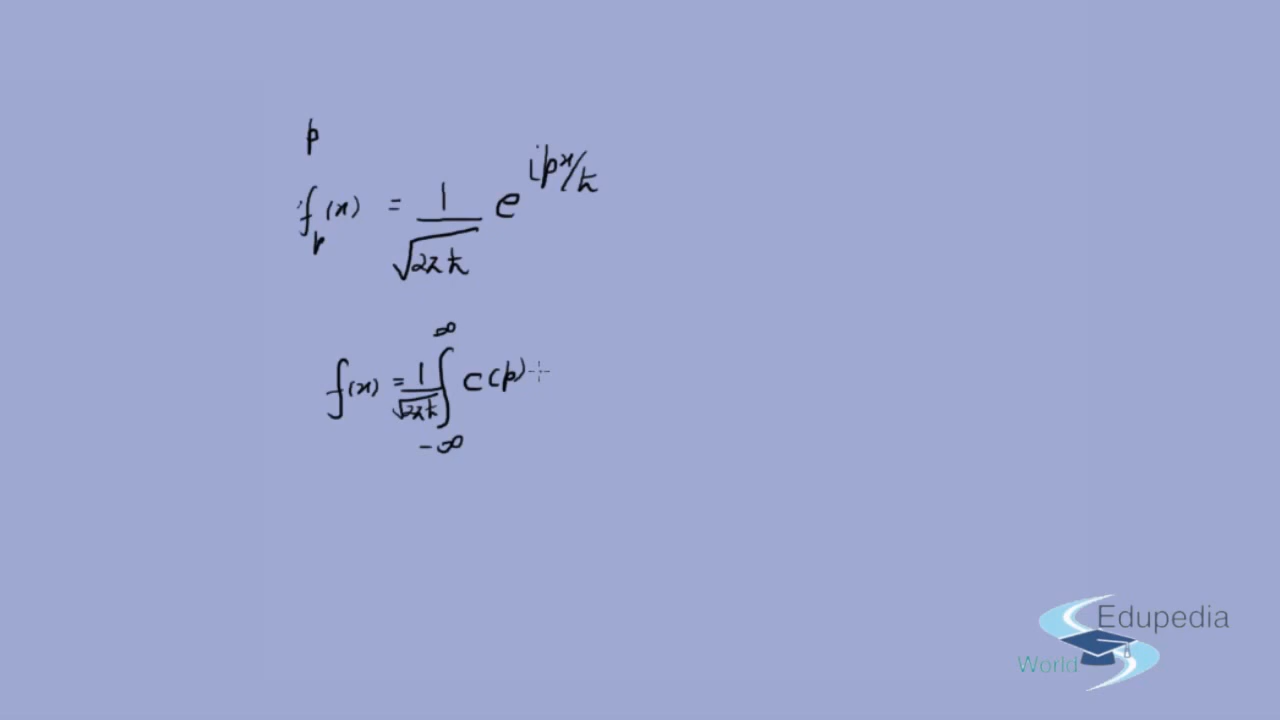 p
f_p(x) = 1/√2πħ e^{ipx/ħ}
f(x) = 1/√2πħ ∫_{-∞}^{∞} c(p)
Edupedia
World